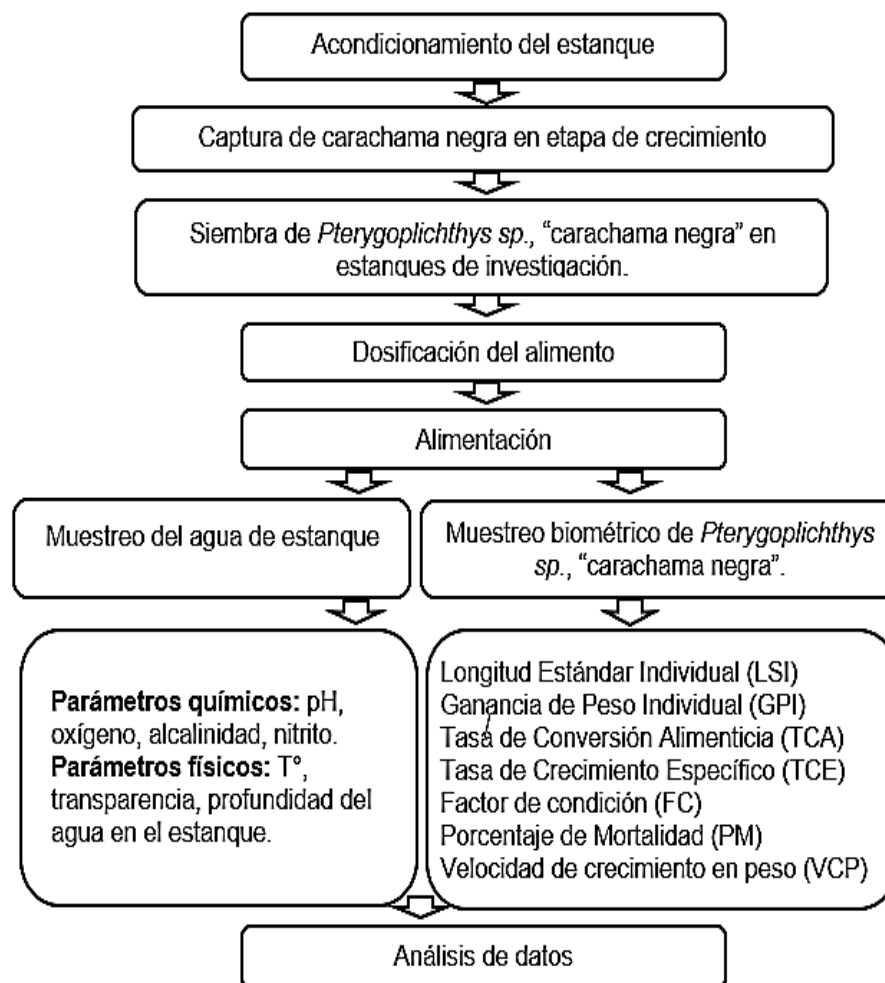 Acondicionamiento del estanque
Captura de carachama negra en etapa de crecimiento
Siembra de Pterygoplichthys sp., “carachama negra” en
estanques de investigación.
Dosificación del alimento
Alimentación
Muestreo del agua de estanque
Muestreo biométrico de Pterygoplichthys
sp., “carachama negra”.
Parámetros químicos: pH,
oxígeno, alcalinidad, nitrito.
Parámetros físicos: T°,
transparencia, profundidad del
agua en el estanque.
Longitud Estándar Individual (LSI)
Ganancia de Peso Individual (GPI)
Tasa de Conversión Alimenticia (TCA)
Tasa de Crecimiento Específico (TCE)
Factor de condición (FC)
Porcentaje de Mortalidad (PM)
Velocidad de crecimiento en peso (VCP)
Análisis de datos